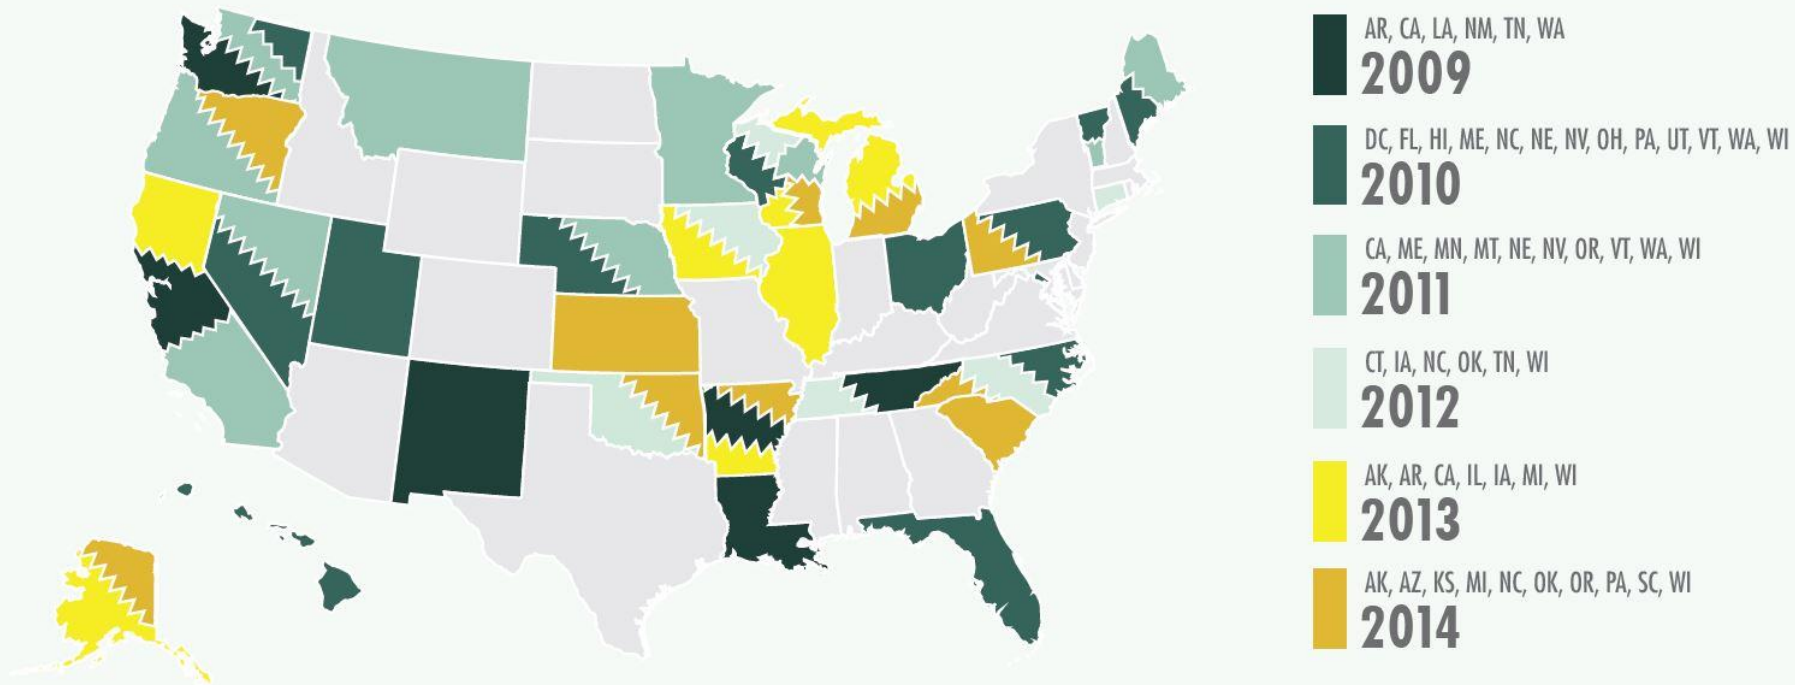 AR, CA, LA, NM, TN, WA
2009
DC, FL, HI, ME, NC, NE, NV, OH, PA, UT, VT, WA, WI
2010
CA, ME, MN, MT, NE, NV, OR, VT, WA, WI
2011
CT, IA, NC, OK, TN, WI
2012
AK, AR, CA, IL, IA, MI, WI
2013
AK, AZ, KS, MI, NC, OK, OR, PA, SC, WI
2014